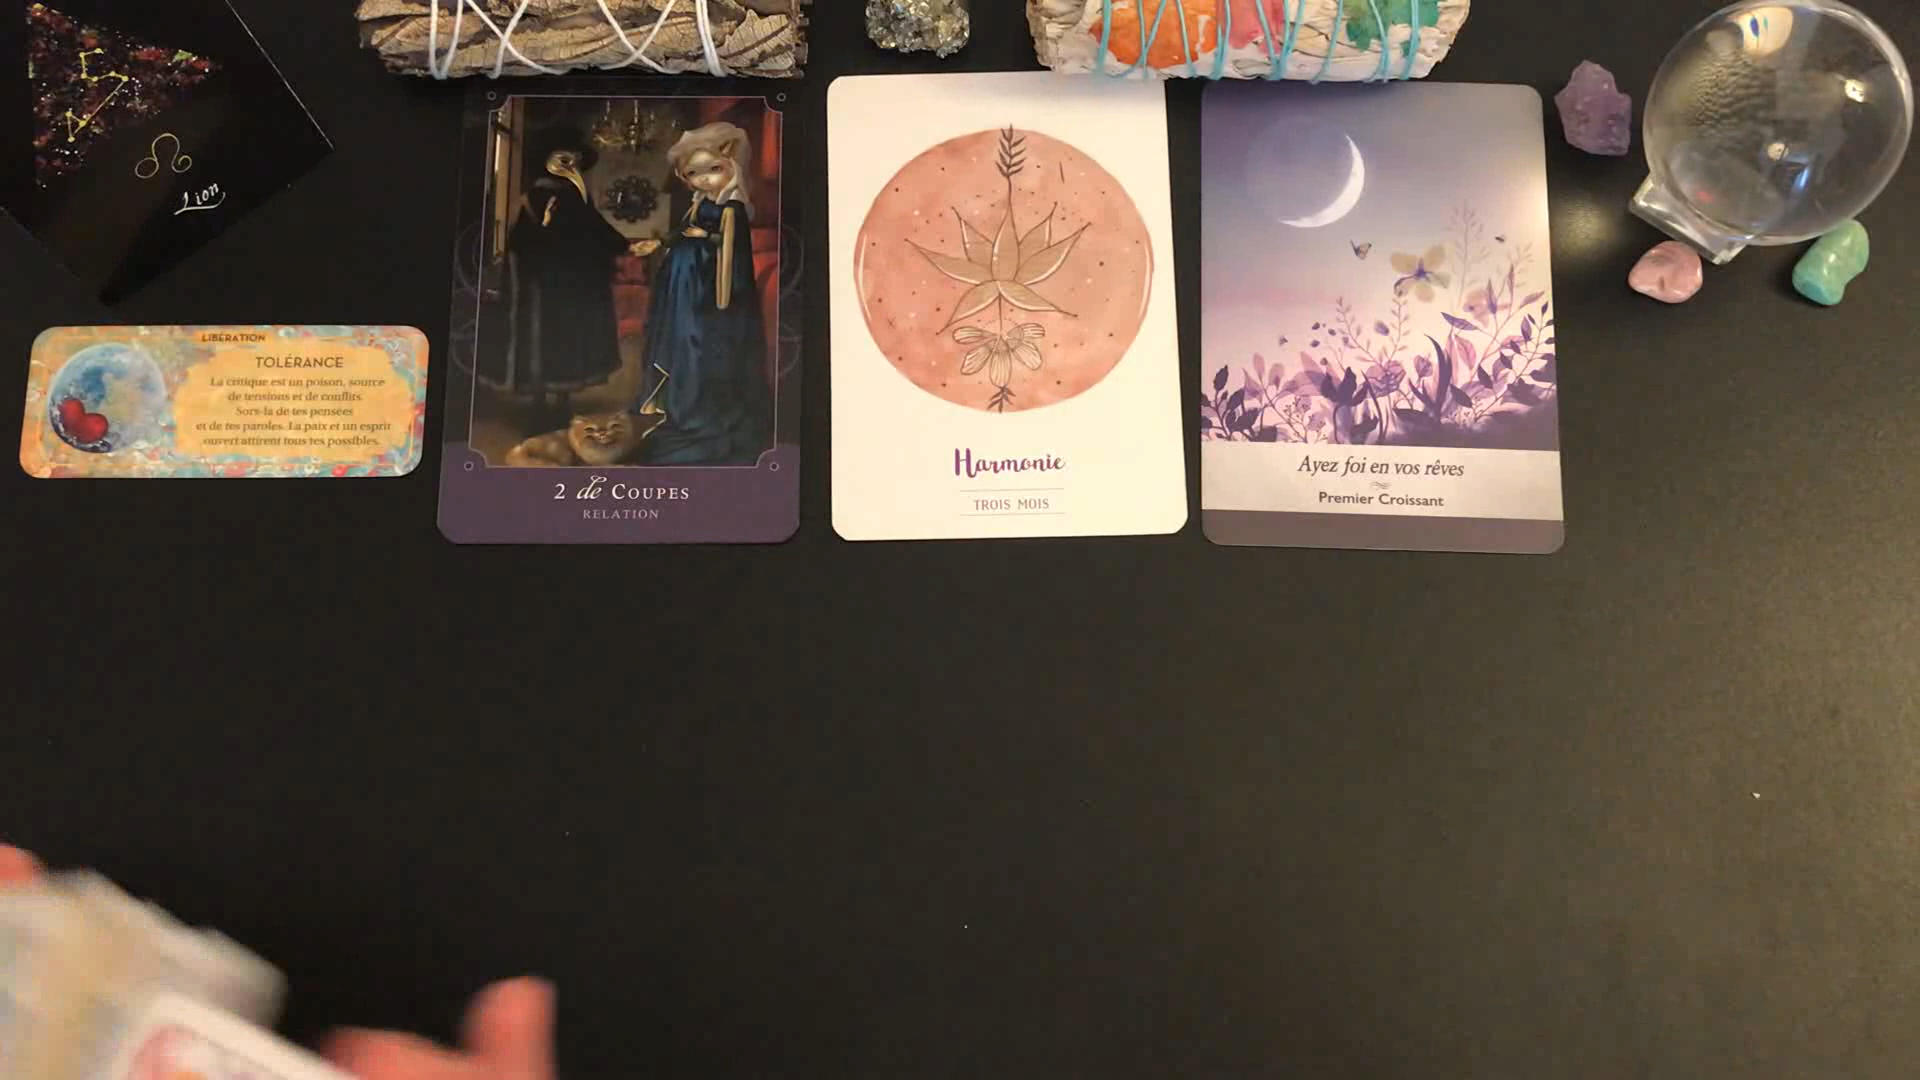 Lion
LIBÉRATION
TOLÉRANCE
La critique est un poison, source
de tensions et de conflits.
Sors-la de tes pensées
et de tes paroles. La paix et un esprit
ouvert attirent tous tes possibles.
2 de COUPES
RELATION
Harmonie
TROIS MOIS
Ayez foi en vos rêves
Premier Croissant